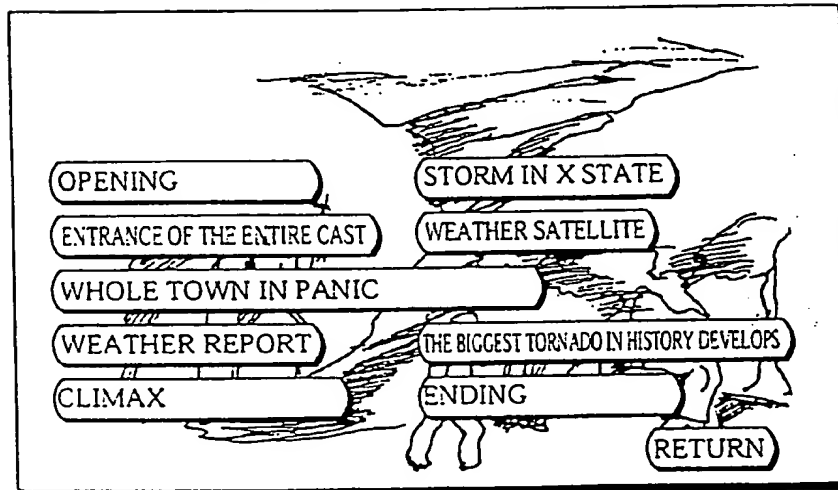 OPENING
STORM IN X STATE
ENTRANCE OF THE ENTIRE CAST
WEATHER SATELLITE
WHOLE TOWN IN PANIC
WEATHER REPORT
THE BIGGEST TORNADO IN HISTORY DEVELOPS
CLIMAX
ENDING
RETURN